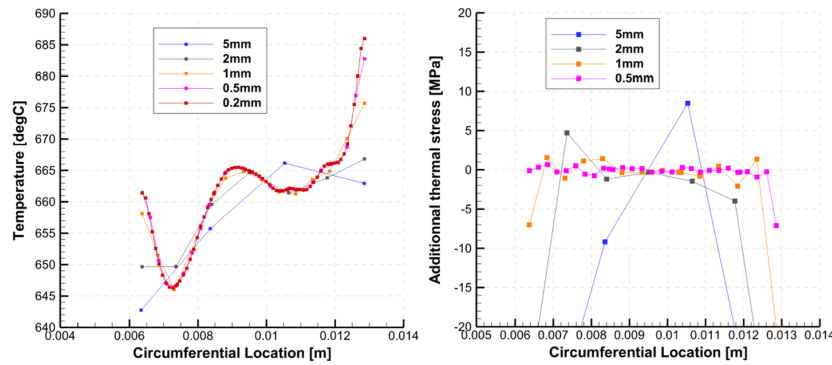 690
685
680
675
670
665
660
655
650
645
640
Temperature [degC]
5mm
2mm
1mm
0.5mm
0.2mm
0.004
0.006
0.008
0.01
0.012
0.014
Circumferential Location [m]
20
15
10
5
0
-5
-10
-15
-20
Additionnal thermal stress [MPa]
5mm
2mm
1mm
0.5mm
0.005
0.006
0.007
0.008
0.009
0.01
0.011
0.012
0.013
0.014
Circumferential Location [m]